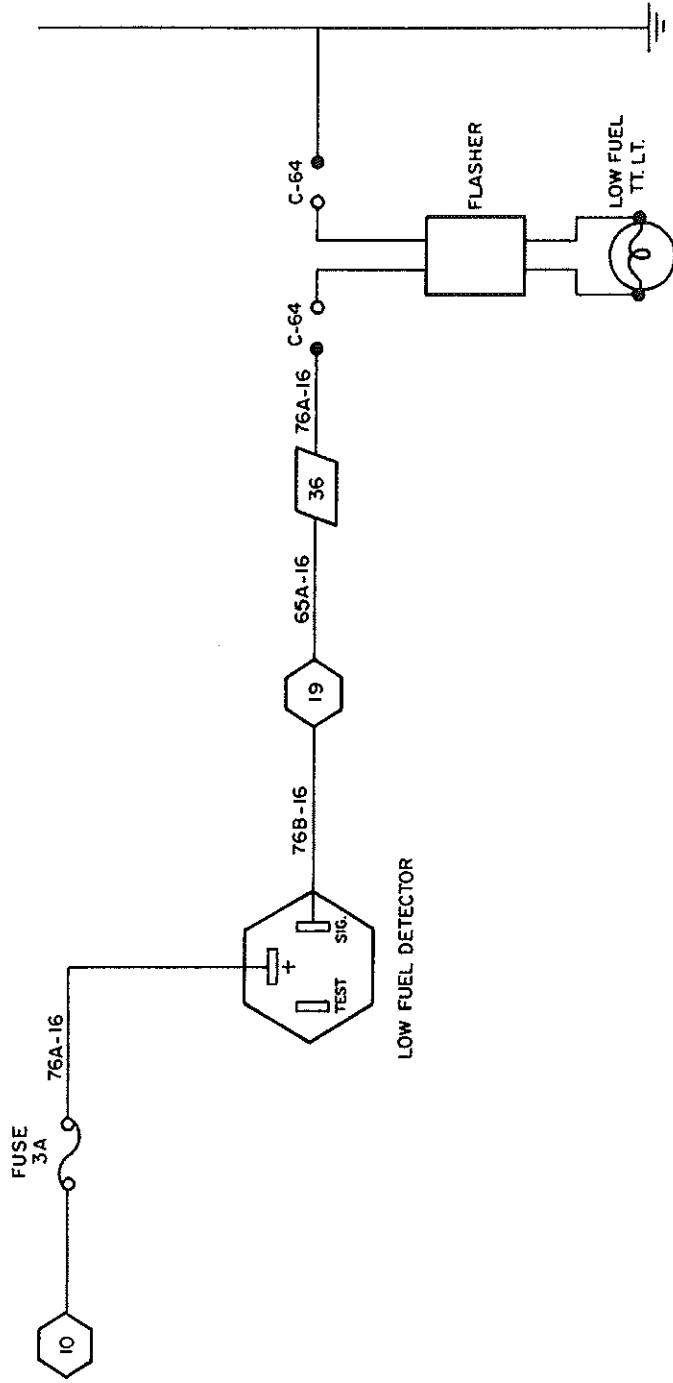 10
FUSE
3A
76A-16
+
TEST
SIG.
LOW FUEL DETECTOR
76B-16
19
65A-16
36
76A-16
C-64
C-64
FLASHER
LOW FUEL
TT. LT.